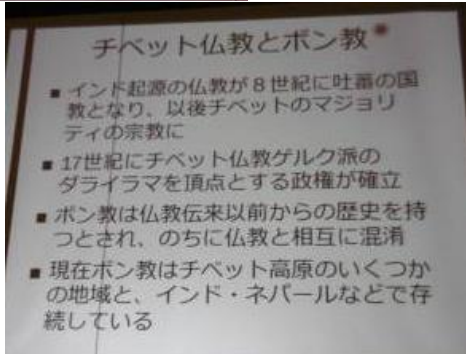 チベット仏教とボン教
■ インド起源の仏教が8世紀に吐蕃の国
教となり、以後チベットのマジョリ
ティの宗教に
■ 17世紀にチベット仏教ゲルク派の
ダライラマを頂点とする政権が確立
■ ボン教は仏教伝来以前からの歴史を持
つとされ、のちに仏教と相互に混淆
■ 現在ボン教はチベット高原のいくつか
の地域と、インド・ネパールなどで存
続している